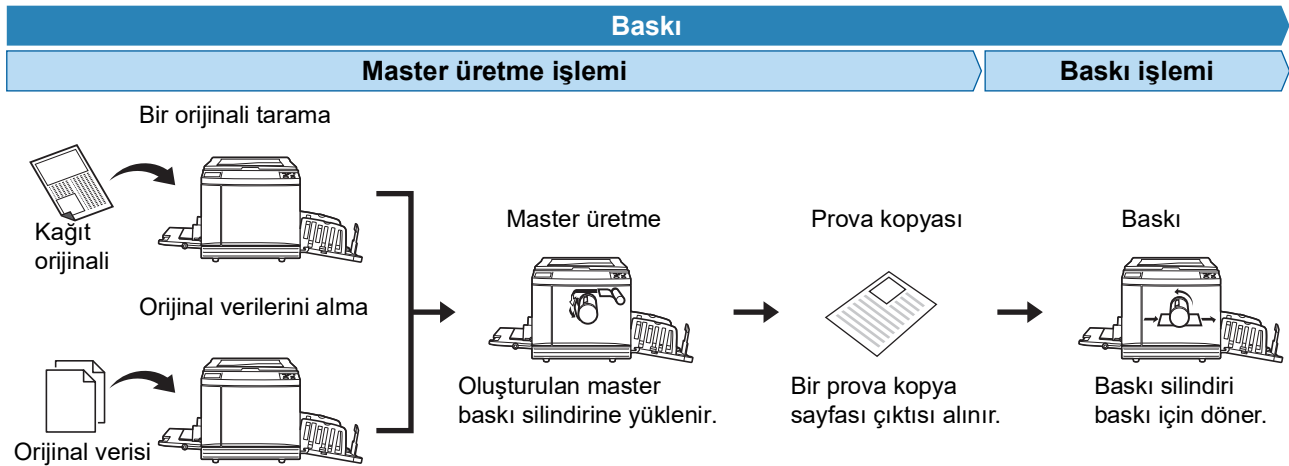 Baskı
Master üretme işlemi
Baskı işlemi
Bir orijinali tarama
Kağıt
orijinali
Orijinal verilerini alma
Orijinal verisi
Master üretme
Oluşturulan master
baskı silindirine yüklenir.
Prova kopyası
Bir prova kopya
sayfası çıktısı alınır.
Baskı
Baskı silindiri
baskı için döner.